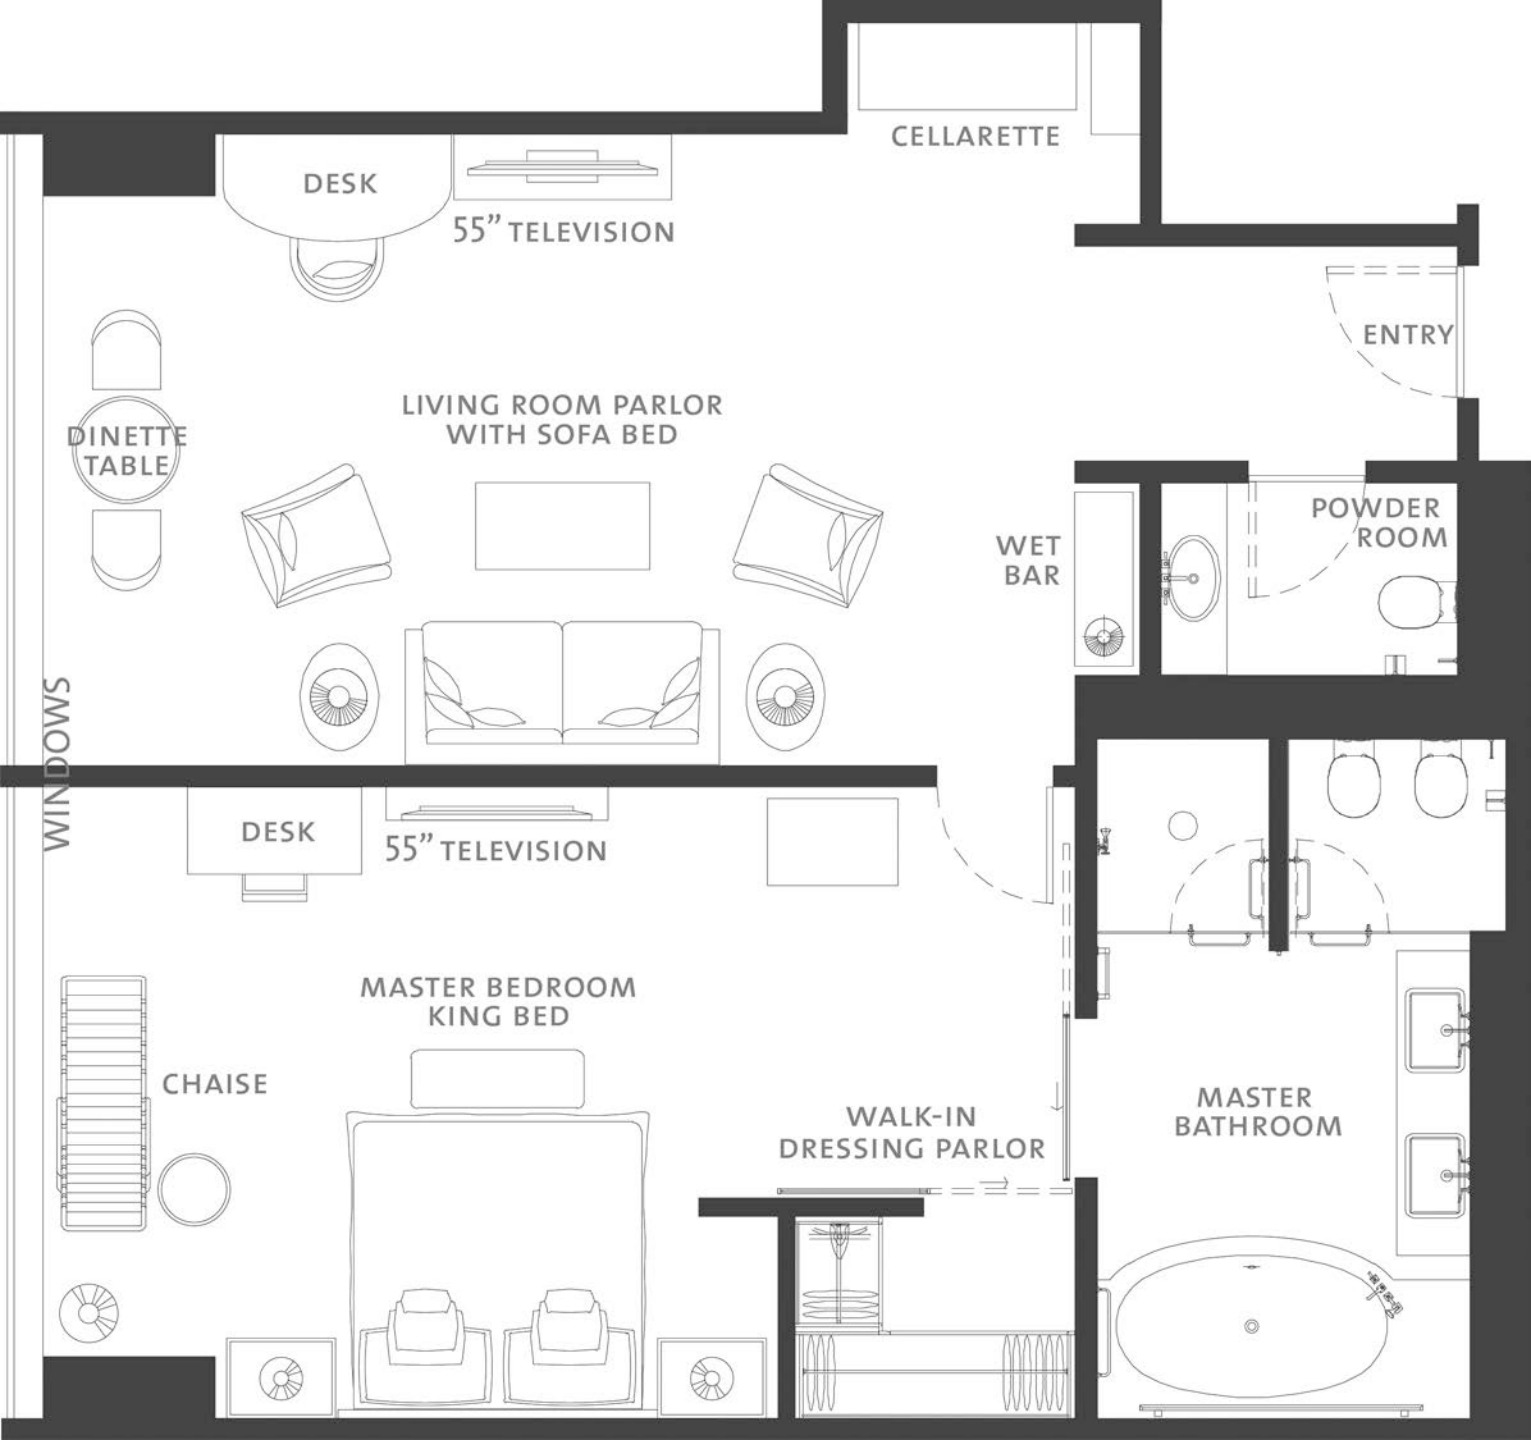 CELLARETTE
DESK
55” TELEVISION
ENTRY
LIVING ROOM PARLOR
WITH SOFA BED
DINETTE
TABLE
POWDER
ROOM
WET
BAR
WINDOWS
DESK
55” TELEVISION
MASTER BEDROOM
KING BED
CHAISE
WALK-IN
DRESSING PARLOR
MASTER
BATHROOM